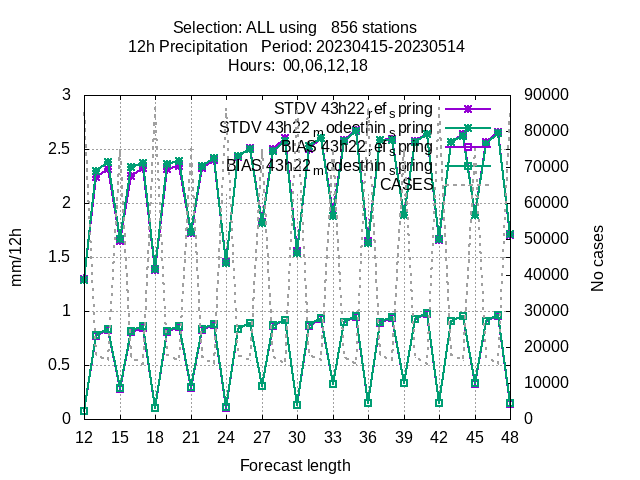 Selection: ALL using   856 stations
12h Precipitation   Period: 20230415-20230514
Hours:  00,06,12,18
STDV 43h22_ref_spring
STDV 43h22_modesthin_spring
BIAS 43h22_ref_spring
BIAS 43h22_modesthin_spring
CASES
3
2.5
2
1.5
1
0.5
0
90000
80000
70000
60000
50000
40000
30000
20000
10000
0
mm/12h
No cases
12 15 18 21 24 27 30 33 36 39 42 45 48
Forecast length